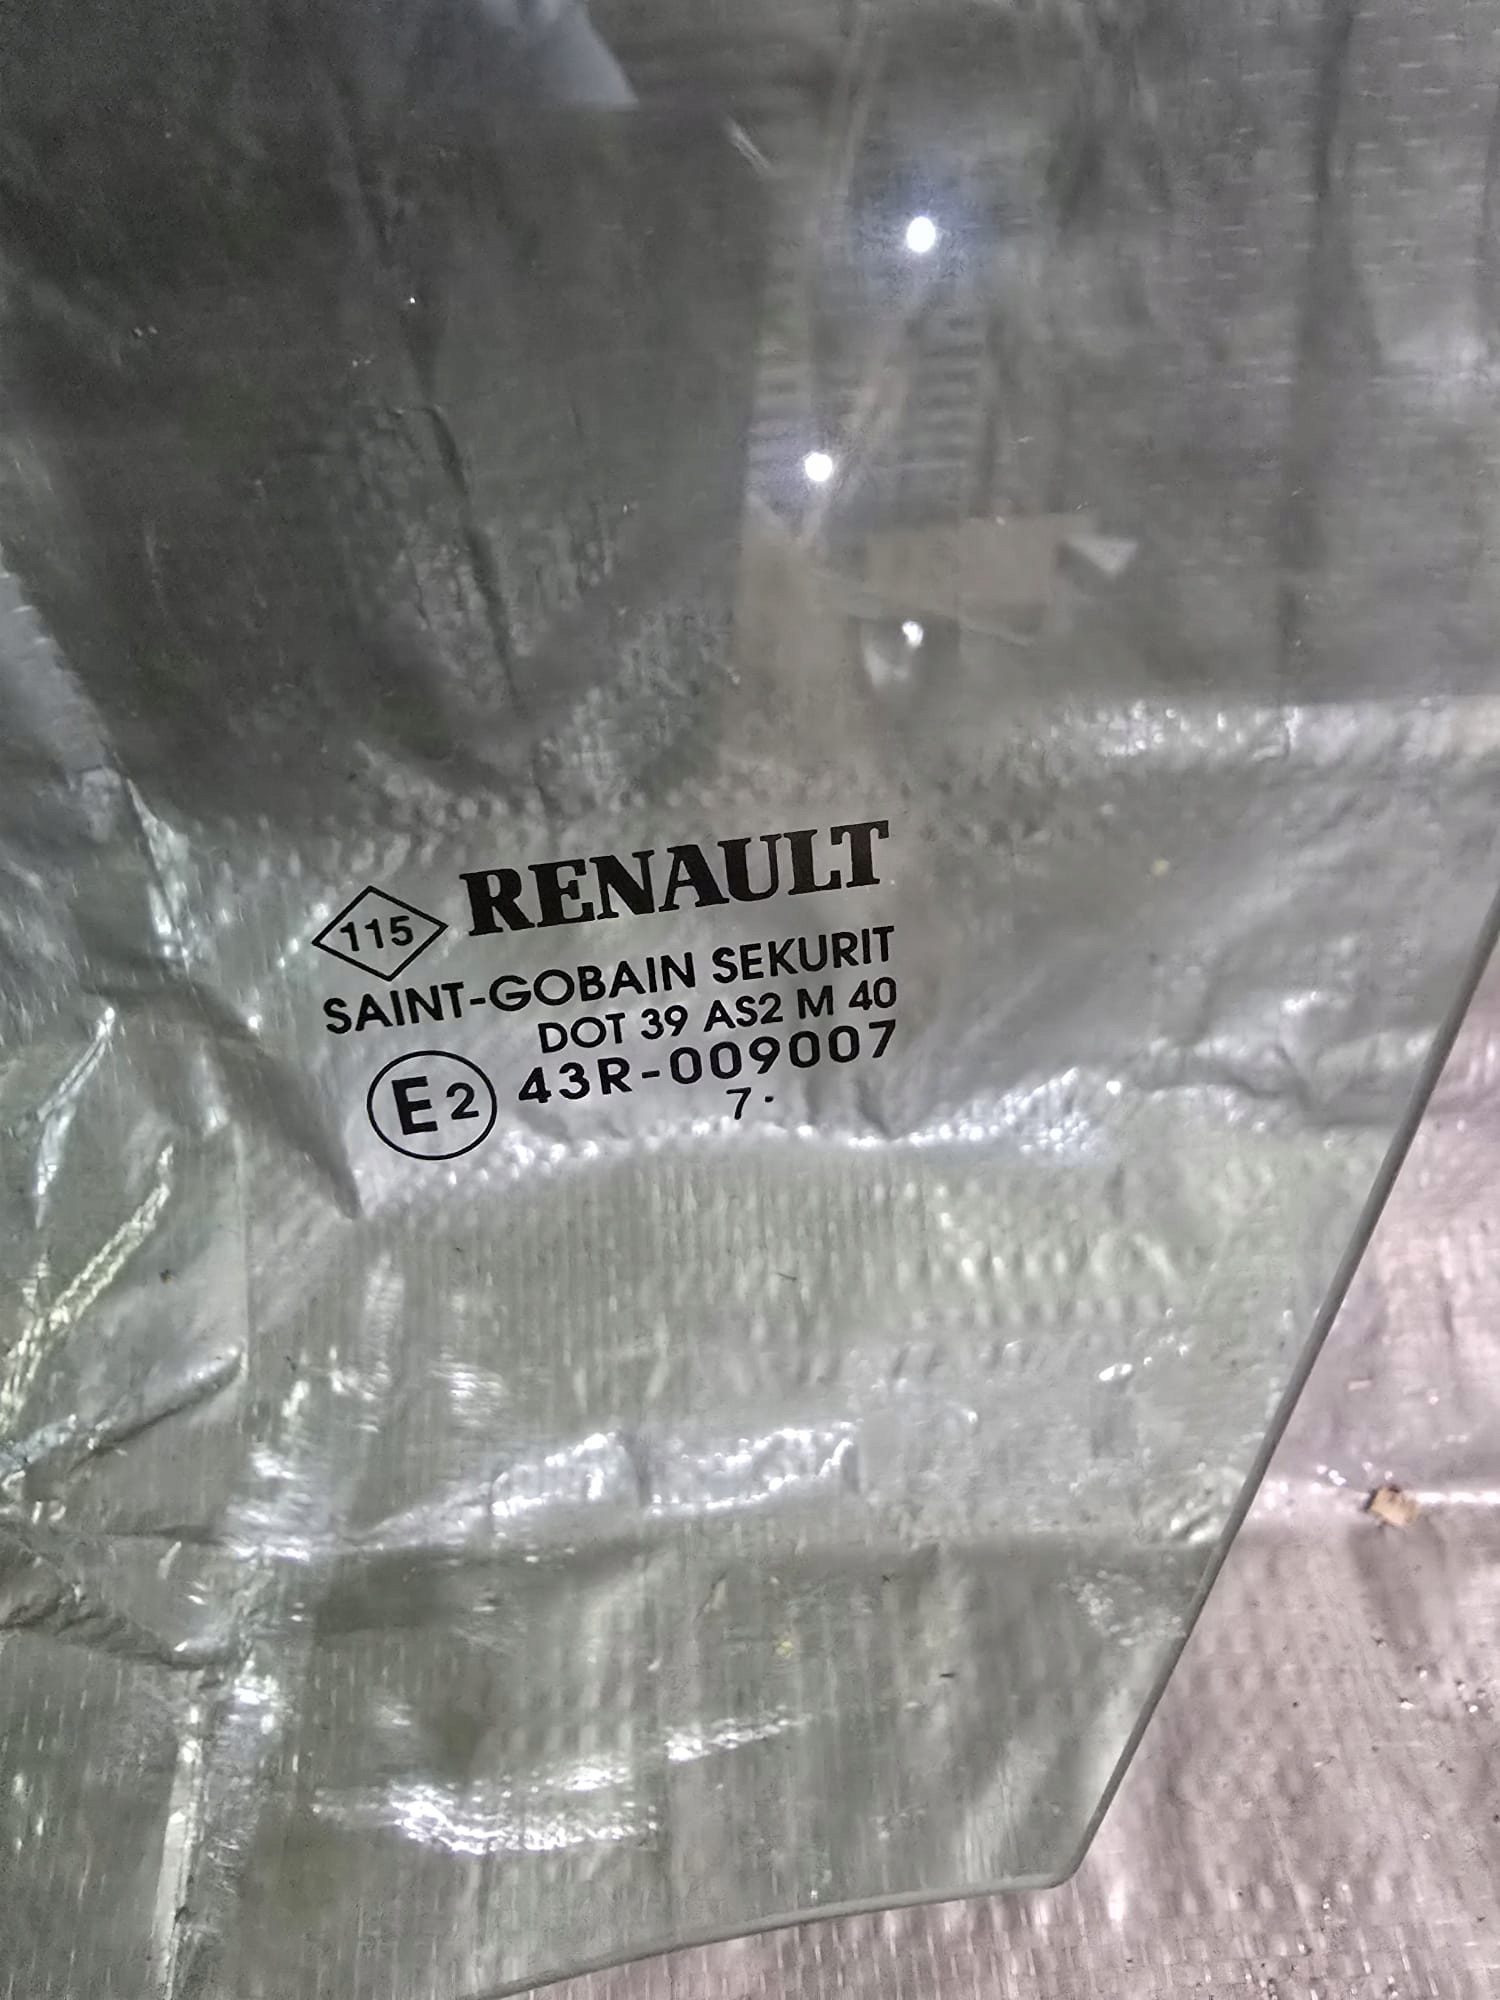 115 RENAULT
SAINT-GOBAIN SEKURIT
DOT 39 AS2 M 40
E2 43R-009007
7·